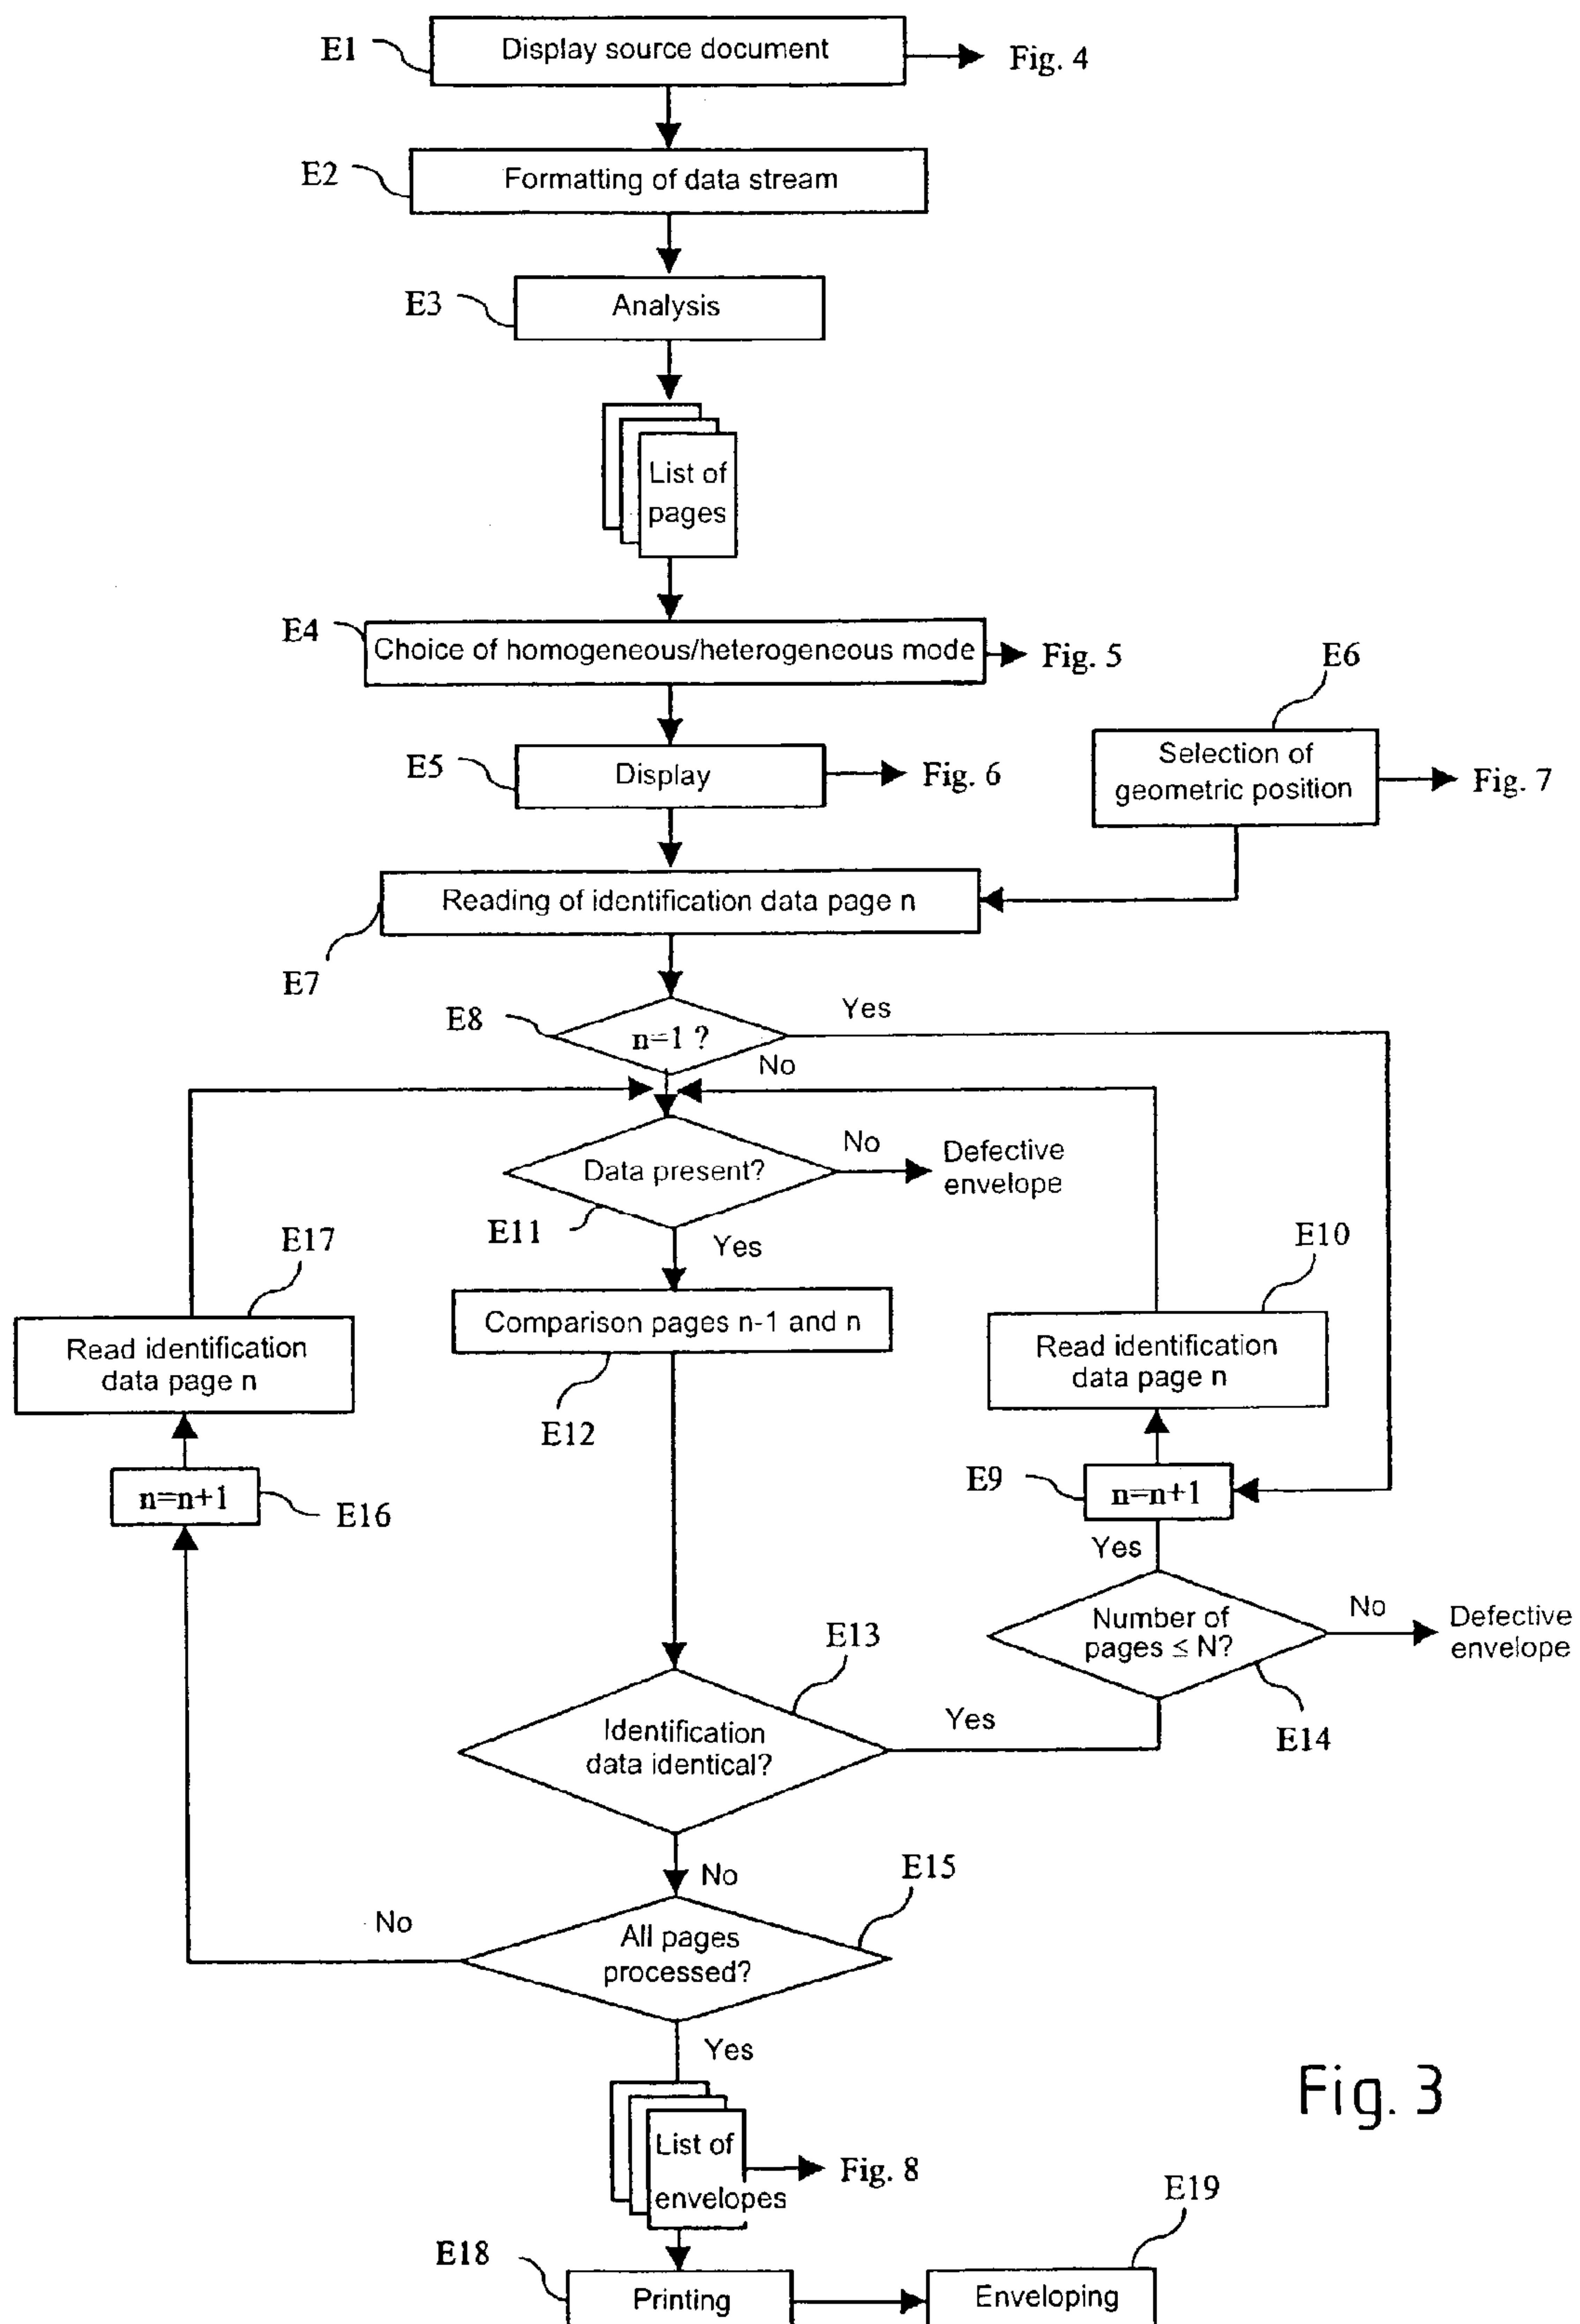 E1
Display source document
Fig. 4
E2
Formatting of data stream
E3
Analysis
List of
pages
E4
Choice of homogeneous/heterogeneous mode
Fig. 5
E6
E5
Display
Fig. 6
Selection of
geometric position
Fig. 7
Reading of identification data page n
E7
E8
n=1 ?
Yes
No
Data present?
No
Defective
envelope
E11
Yes
E17
E10
Read identification
data page n
Comparison pages n-1 and n
Read identification
data page n
E12
n=n+1
E16
E9
n=n+1
Yes
Number of
pages ≤ N?
No
Defective
envelope
E13
E14
Identification
data identical?
Yes
No
E15
No
All pages
processed?
Yes
Fig. 3
List of
envelopes
Fig. 8
E19
E18
Printing
Enveloping